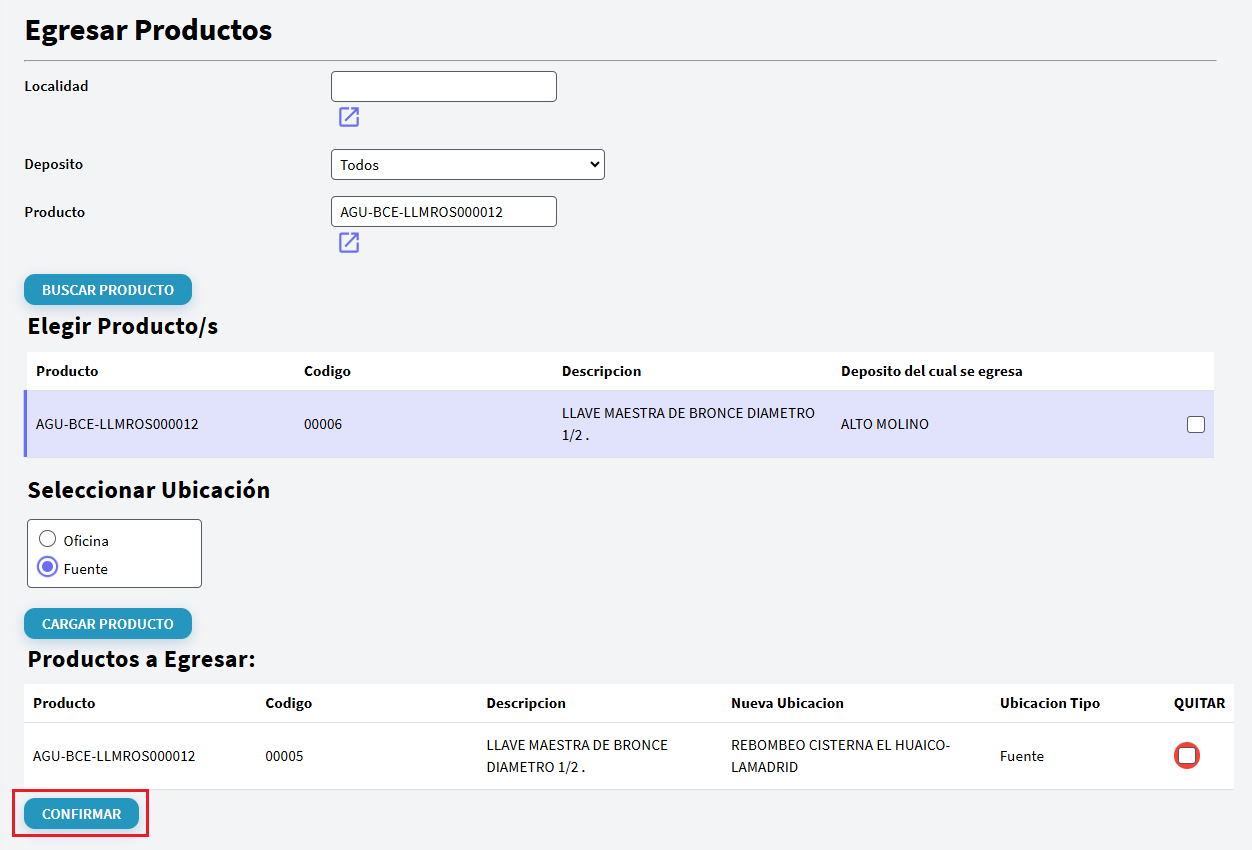 Egresar Productos
Localidad
Deposito
Todos
Producto
AGU-BCE-LLMROS000012
BUSCAR PRODUCTO
Elegir Producto/s
Producto Codigo Descripcion Deposito del cual se egresa
AGU-BCE-LLMROS000012 00006 LLAVE MAESTRA DE BRONCE DIAMETRO ALTO MOLINO
1/2 .
Seleccionar Ubicación
Oficina
Fuente
CARGAR PRODUCTO
Productos a Egresar:
Producto Codigo Descripcion Nueva Ubicacion Ubicacion Tipo QUITAR
AGU-BCE-LLMROS000012 00005 LLAVE MAESTRA DE BRONCE REBOMBEO CISTERNA EL HUAICO- Fuente
DIAMETRO 1/2 . LAMADRID
CONFIRMAR